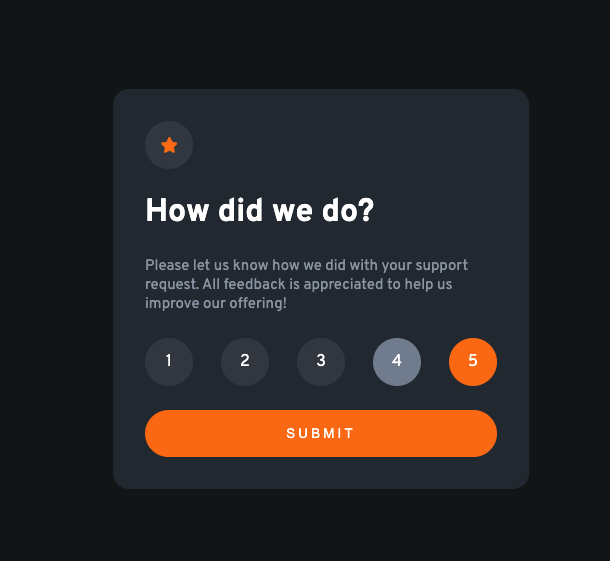 How did we do?
Please let us know how we did with your support
request. All feedback is appreciated to help us
improve our offering!
1 2 3 4 5
SUBMIT